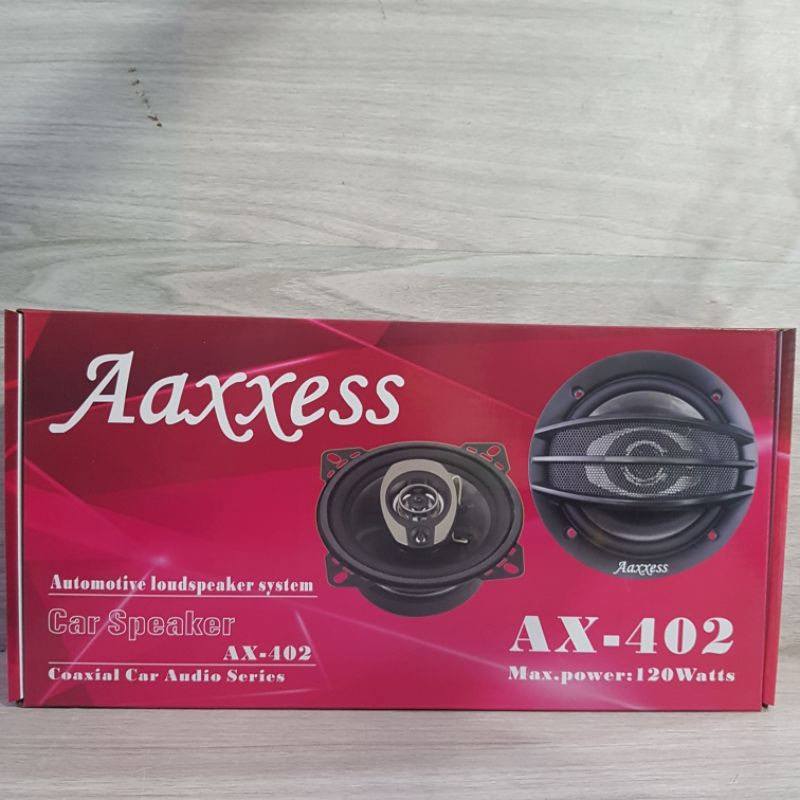 Aaxxess
Aaxxess
Automotive loudspeaker system
Car Speaker
AX-402
Coaxial Car Audio Series
AX-402
Max.power:120Watts